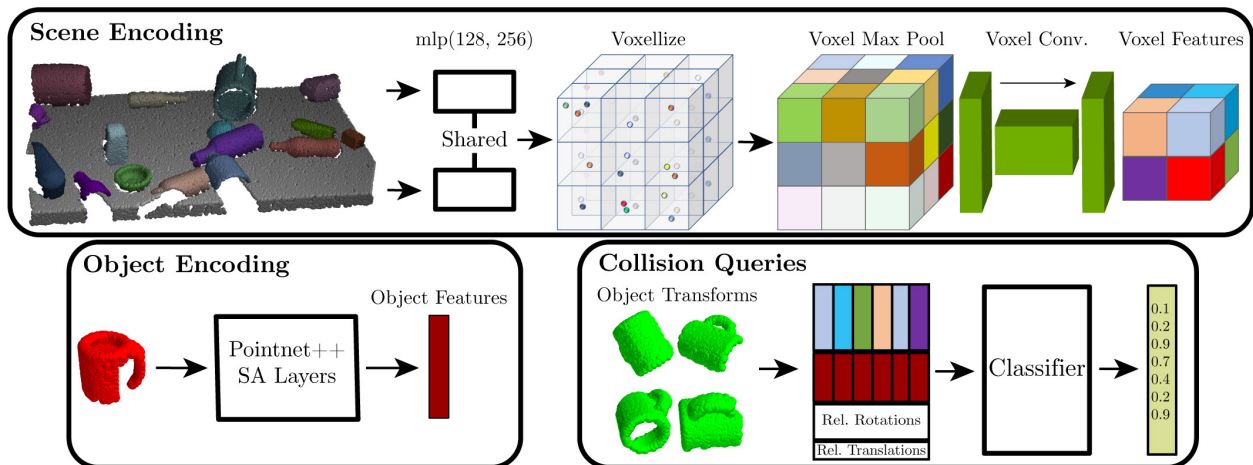 Scene Encoding
mlp(128, 256)
Shared
Voxellize
Voxel Max Pool
Voxel Conv.
Voxel Features
Object Encoding
Pointnet++
SA Layers
Object Features
Collision Queries
Object Transforms
Rel. Rotations
Rel. Translations
Classifier
0.1
0.2
0.9
0.7
0.4
0.2
0.9